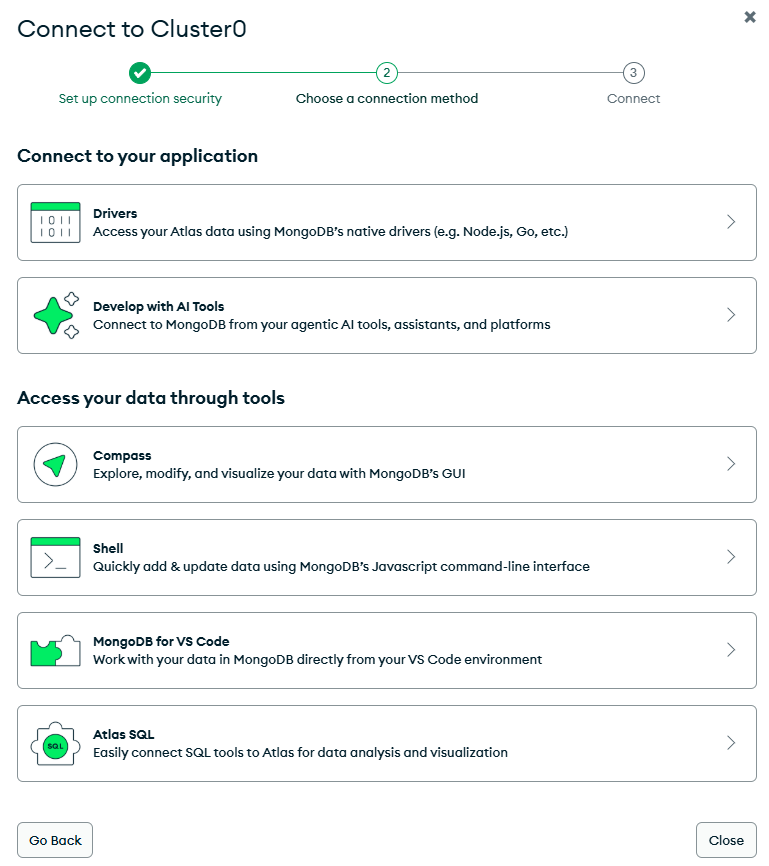 Connect to Cluster0
2
3
Set up connection security
Choose a connection method
Connect
Connect to your application
1011
1011
Drivers
Access your Atlas data using MongoDB's native drivers (e.g. Node.js, Go, etc.)
Develop with AI Tools
Connect to MongoDB from your agentic AI tools, assistants, and platforms
Access your data through tools
Compass
Explore, modify, and visualize your data with MongoDB's GUI
>_
Shell
Quickly add & update data using MongoDB's Javascript command-line interface
MongoDB for VS Code
Work with your data in MongoDB directly from your VS Code environment
SQL
Atlas SQL
Easily connect SQL tools to Atlas for data analysis and visualization
Go Back
Close